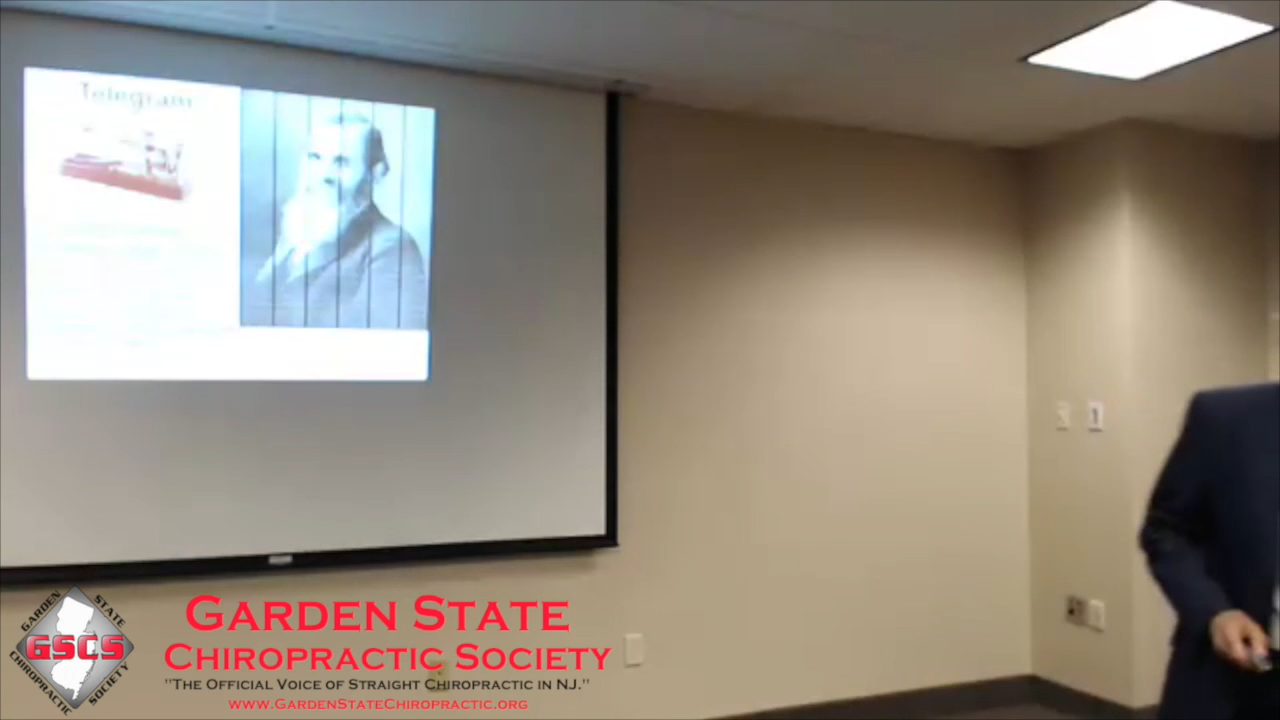 Telegram
GARDEN STATE
CHIROPRACTIC SOCIETY
"THE OFFICIAL VOICE OF STRAIGHT CHIROPRACTIC IN NJ."
WWW.GARDENSTATECHIROPRACTIC.ORG
GARDEN STATE
GSCS
CHIROPRACTIC SOCIETY